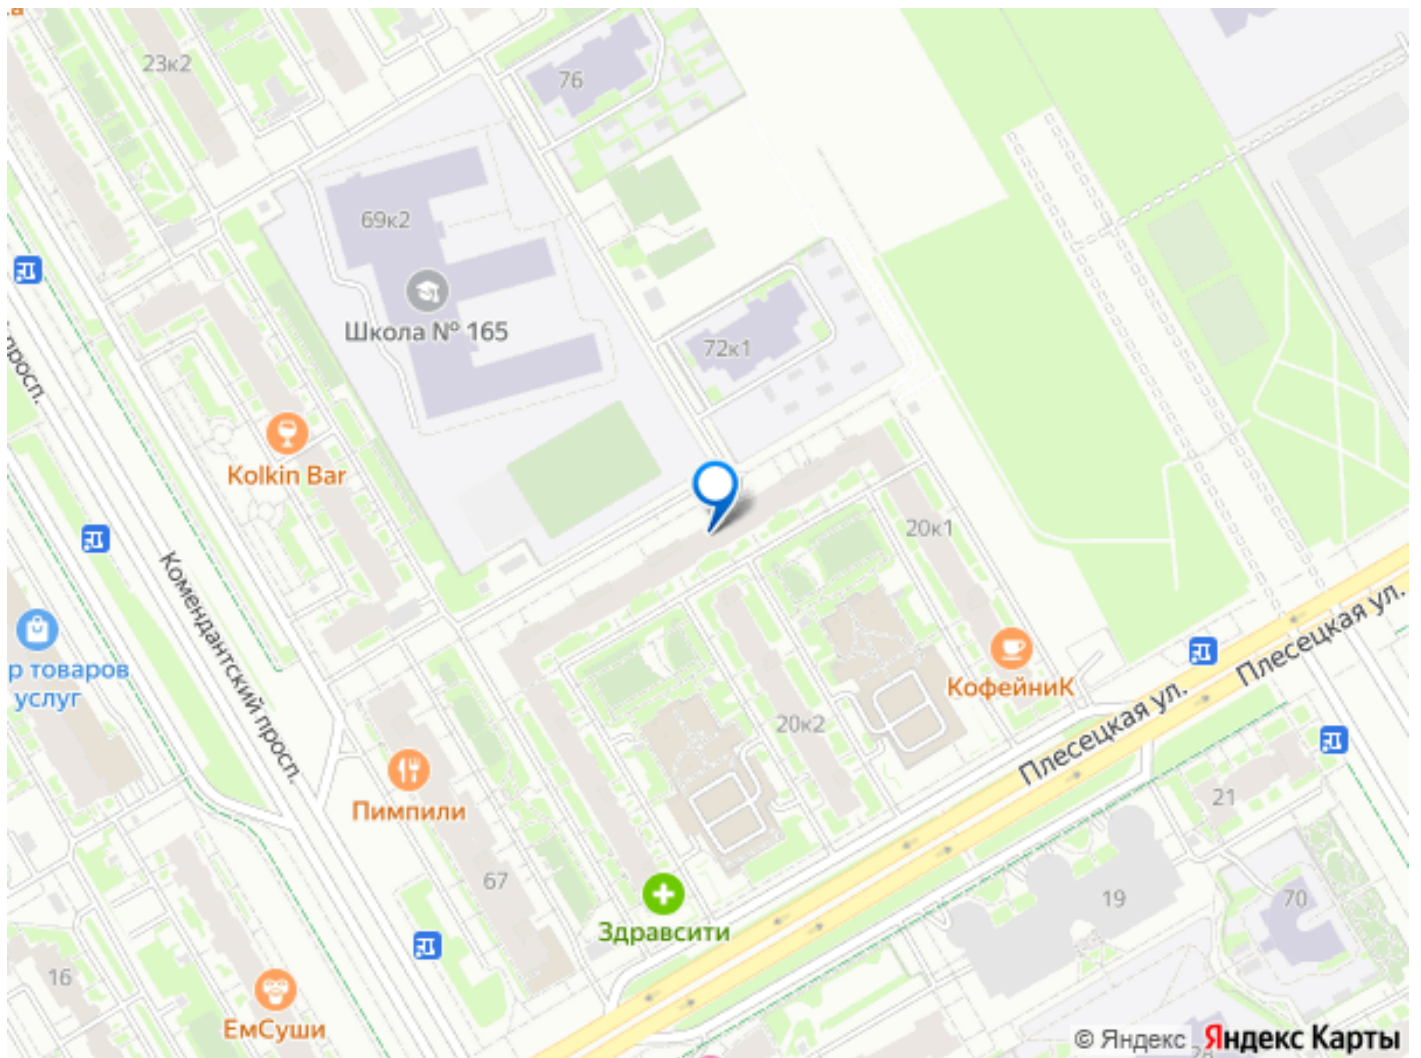 23к2
76
69к2
Школа № 165
72к1
просп.
Kolkin Bar
20к1
Комендантский просп.
р товаров
услуг
КофейниК
Плесецкая ул.
Плесецкая ул.
20к2
Пимпили
21
67
19
70
Здравсити
16
ЕмСуши
© Яндекс Яндекс Карты